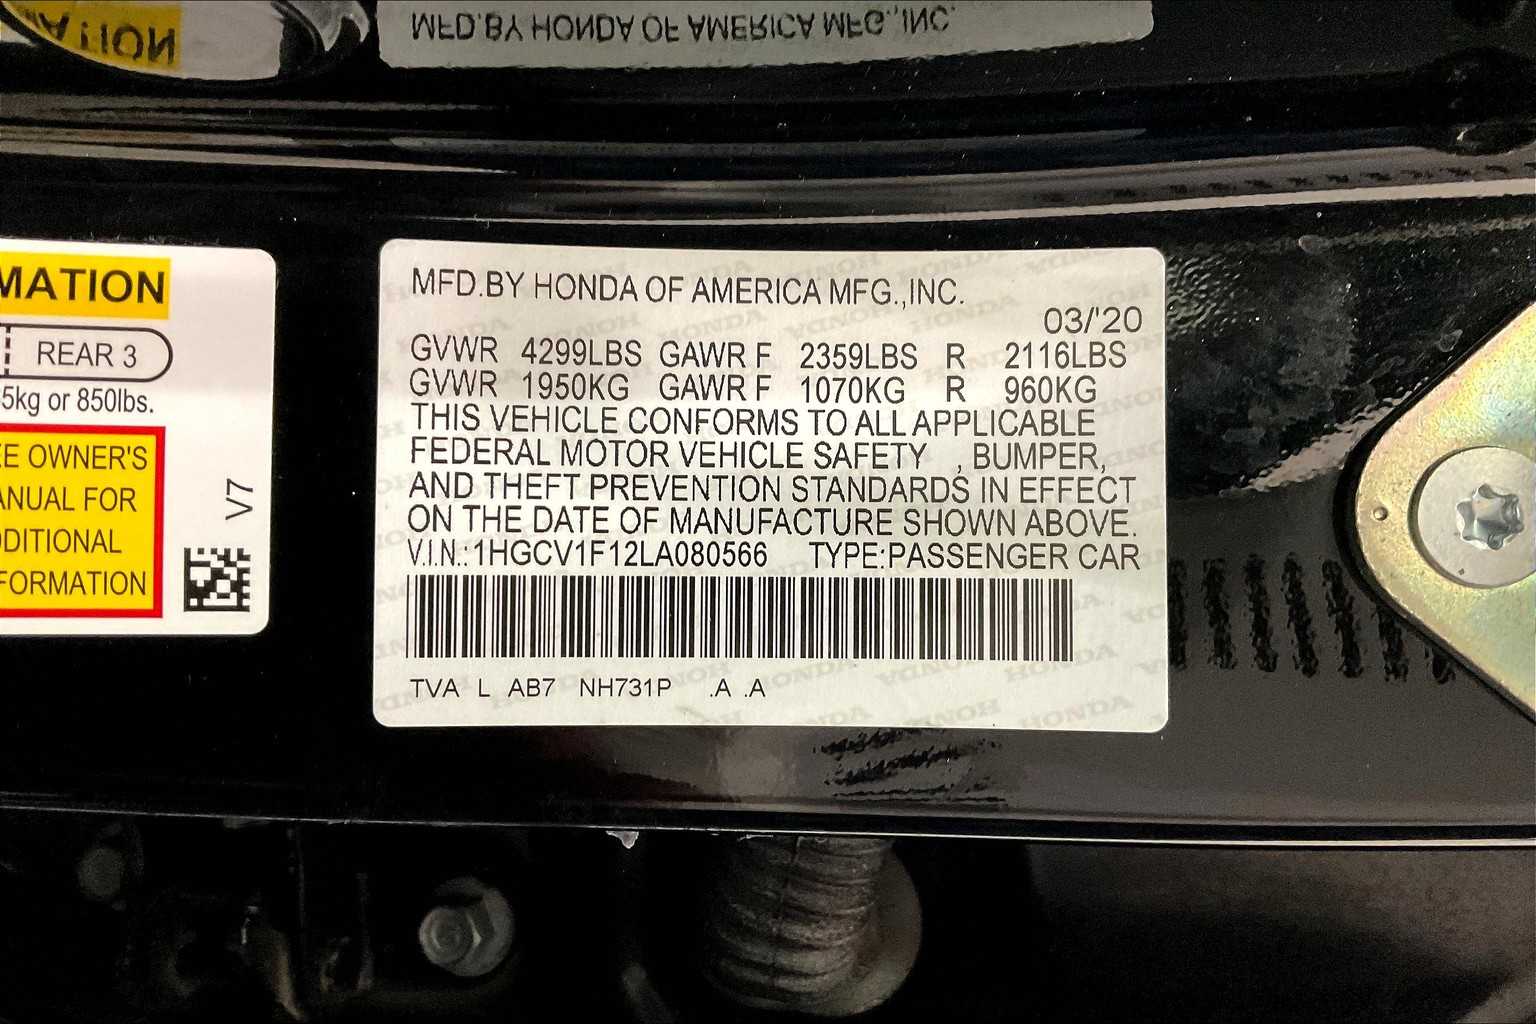 MFD.BY HONDA OF AMERICA MFG.,INC.
MATION
REAR 3
5kg or 850lbs.
EE OWNER'S
ANUAL FOR
DDITIONAL
FORMATION
V7
MFD.BY HONDA OF AMERICA MFG.,INC.
03/'20
GVWR 4299LBS GAWR F 2359LBS R 2116LBS
GVWR 1950KG GAWR F 1070KG R 960KG
THIS VEHICLE CONFORMS TO ALL APPLICABLE
FEDERAL MOTOR VEHICLE SAFETY , BUMPER,
AND THEFT PREVENTION STANDARDS IN EFFECT
ON THE DATE OF MANUFACTURE SHOWN ABOVE.
V.I.N.:1HGCV1F12LA080566 TYPE:PASSENGER CAR
TVA L AB7 NH731P .A .A